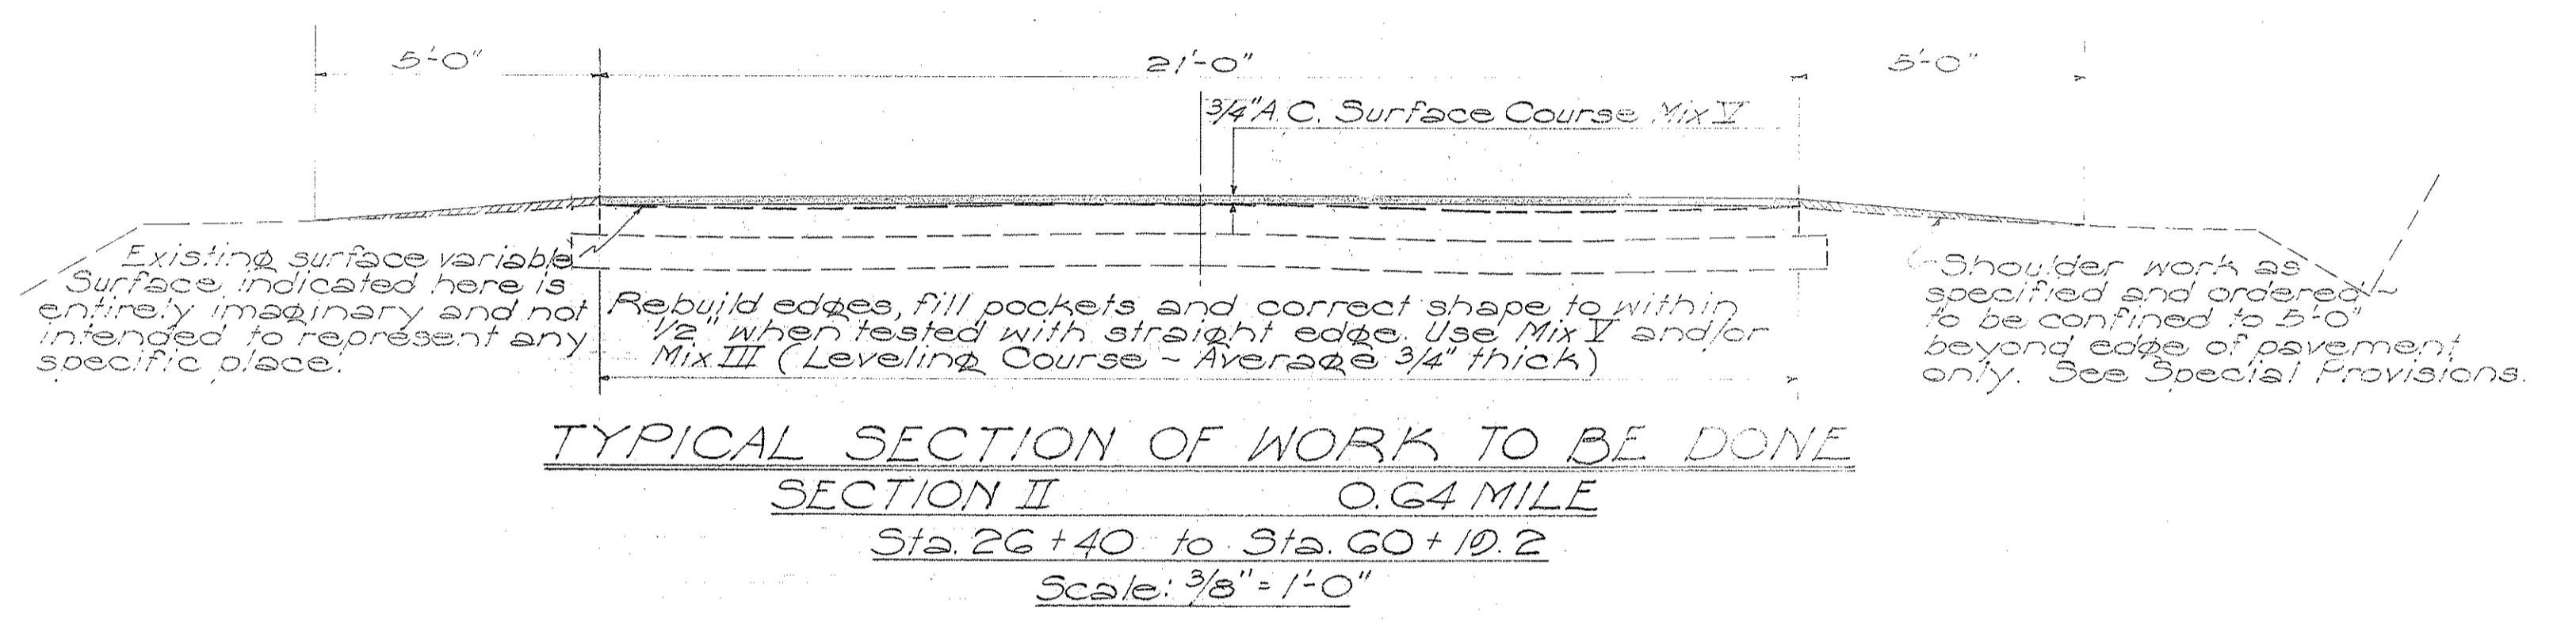 5'-0"
21'-0"
5'-0"
3/4" A.C. Surface Course Mix V
Existing surface variable
Surface indicated here is
entirely imaginary and not
intended to represent any
specific place.
Rebuild edges, fill pockets and correct shape to within
1/2" when tested with straight edge. Use Mix V and/or
Mix III (Leveling Course ~ Average 3/4" thick)
Shoulder work as
specified and ordered ~
to be confined to 5'-0"
beyond edge of pavement
only. See Special Provisions.
TYPICAL SECTION OF WORK TO BE DONE
SECTION II 0.64 MILE
Sta. 26+40 to Sta. 60+19.2
Scale: 3/8" = 1'-0"